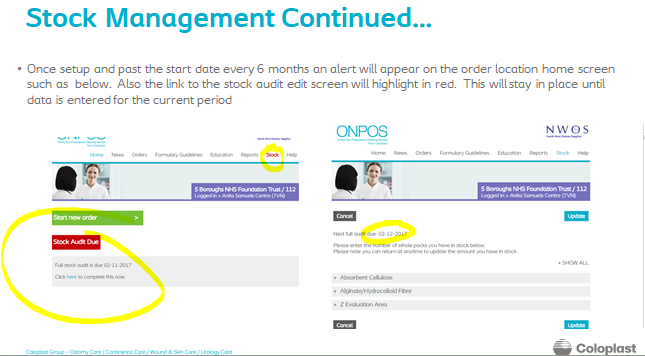 Stock Management Continued...
• Once setup and past the start date every 6 months an alert will appear on the order location home screen
such as below. Also the link to the stock audit edit screen will highlight in red. This will stay in place until
data is entered for the current period
ONPOS
Home News Orders Formulary Guidelines Education Reports Stock Help
5 Boroughs NHS Foundation Trust / 112
Logged in > Anita Samuels Centre (TVN)
Start new order >
Stock Audit Due
Full stock audit is due 02-11-2017
Click here to complete this now.
ONPOS
NWOS
Home News Orders Formulary Guidelines Education Reports Stock Help
5 Boroughs NHS Foundation Trust / 112
Logged in > Anita Samuels Centre (TVN)
Cancel Update
Next full audit due: 02-12-2017
Please enter the number of whole packs you have in stock below.
Please note you can return at anytime to update the amount you have in stock
+ SHOW ALL
+ Absorbent Cellulose
+ Alginate/Hydrocolloid Fibre
+ Z Evaluation Area
Cancel Update
Coloplast Group - Ostomy Care / Continence Care / Wound & Skin Care / Urology Care
Coloplast